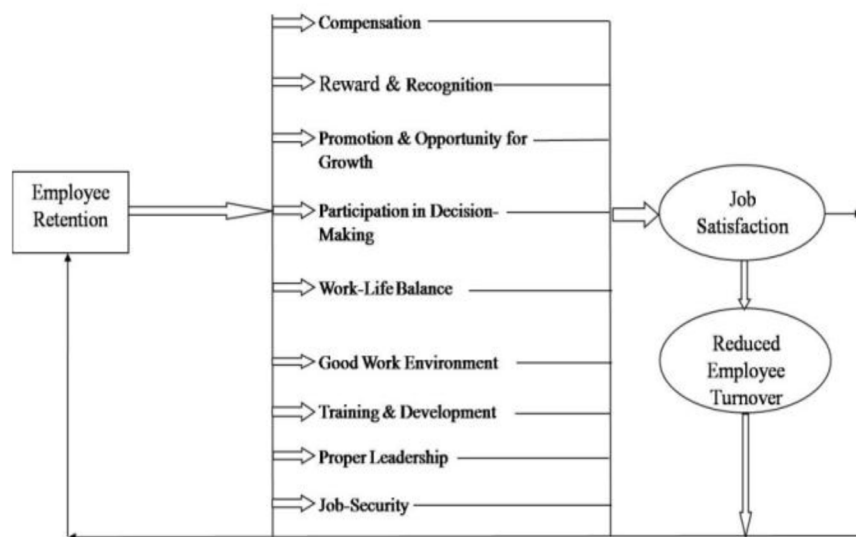 Employee
Retention
Compensation
Reward & Recognition
Promotion & Opportunity for
Growth
Participation in Decision-
Making
Work-Life Balance
Good Work Environment
Training & Development
Proper Leadership
Job-Security
Job
Satisfaction
Reduced
Employee
Turnover